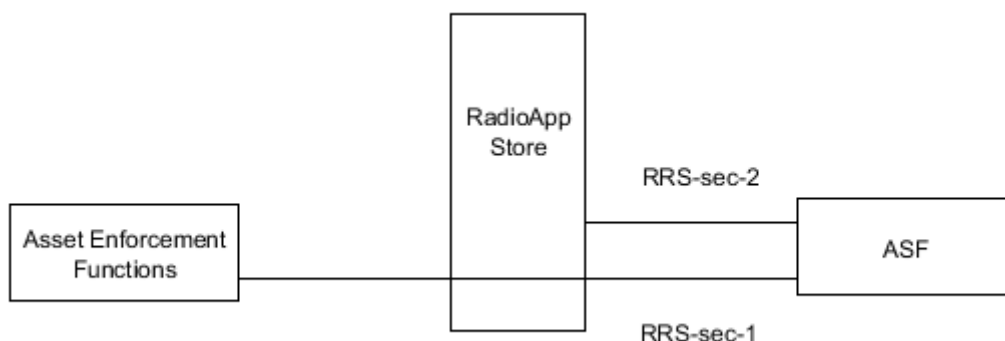 RadioApp
Store
RRS-sec-2
Asset Enforcement
Functions
ASF
RRS-sec-1